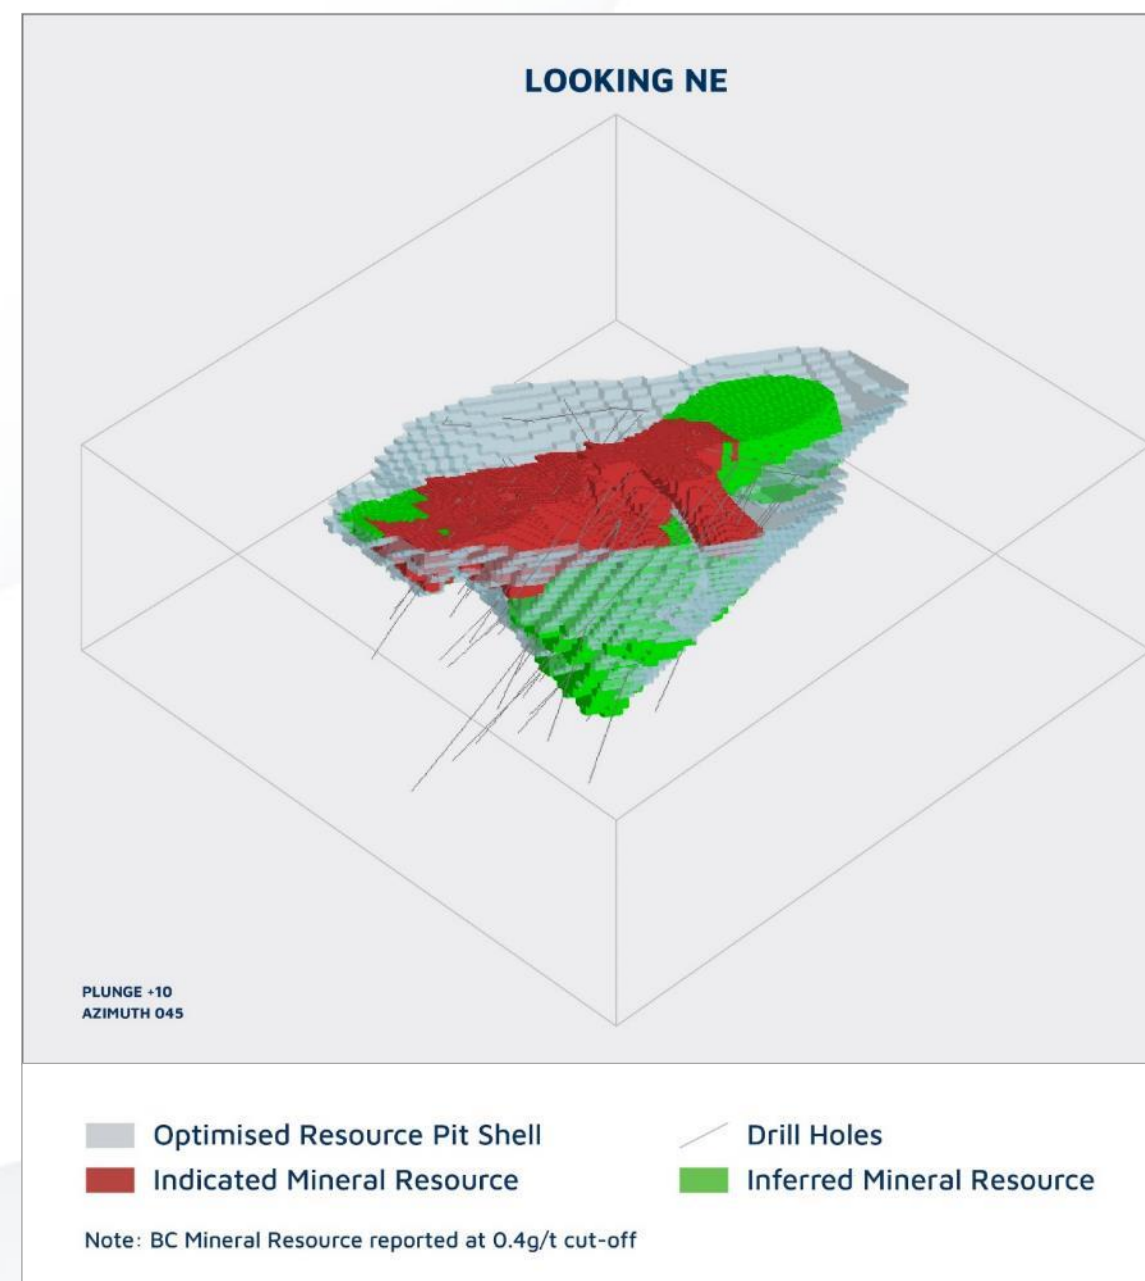 LOOKING NE
PLUNGE +10
AZIMUTH 045
Optimised Resource Pit Shell
Drill Holes
Indicated Mineral Resource
Inferred Mineral Resource
Note: BC Mineral Resource reported at 0.4g/t cut-off